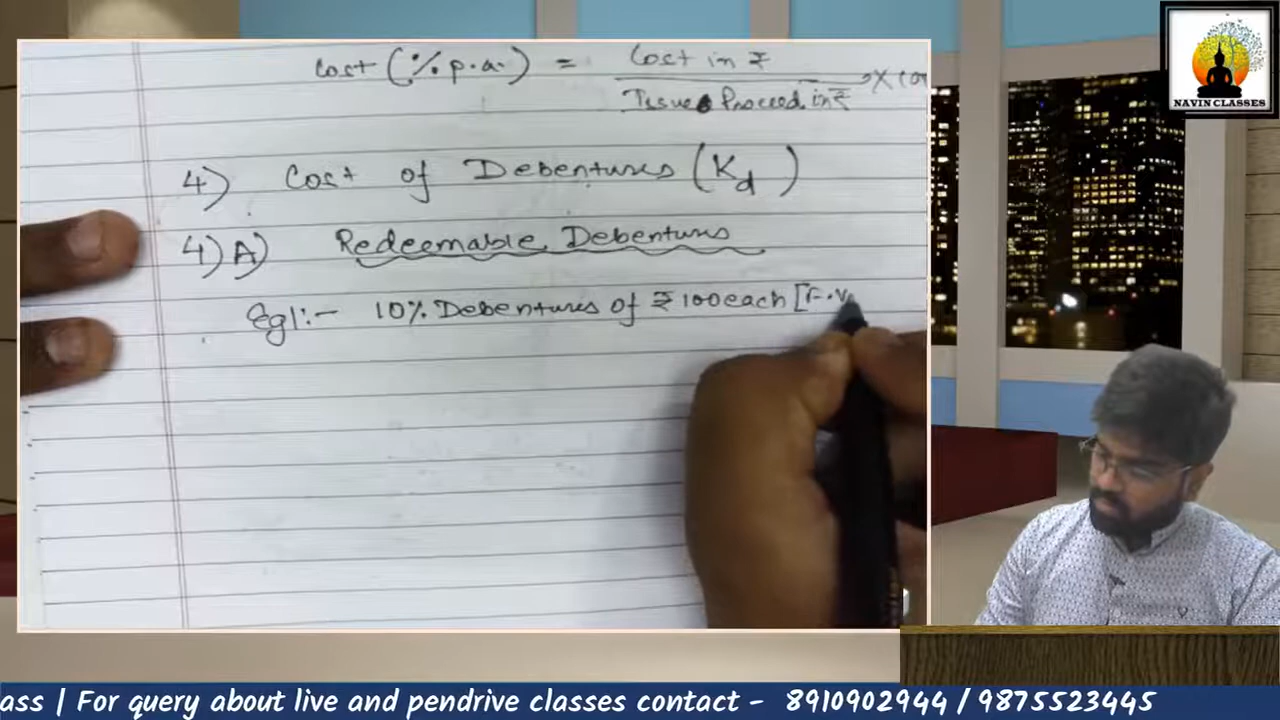 Cost (% p.a.) = Cost in ₹
Issue Proceed in ₹
4) Cost of Debentures (Kd)
4) A) Redeemable Debentures
Eg1:- 10% Debentures of ₹100 each [F.V
NAVIN CLASSES
ass | For query about live and pendrive classes contact - 8910902944 / 9875523445